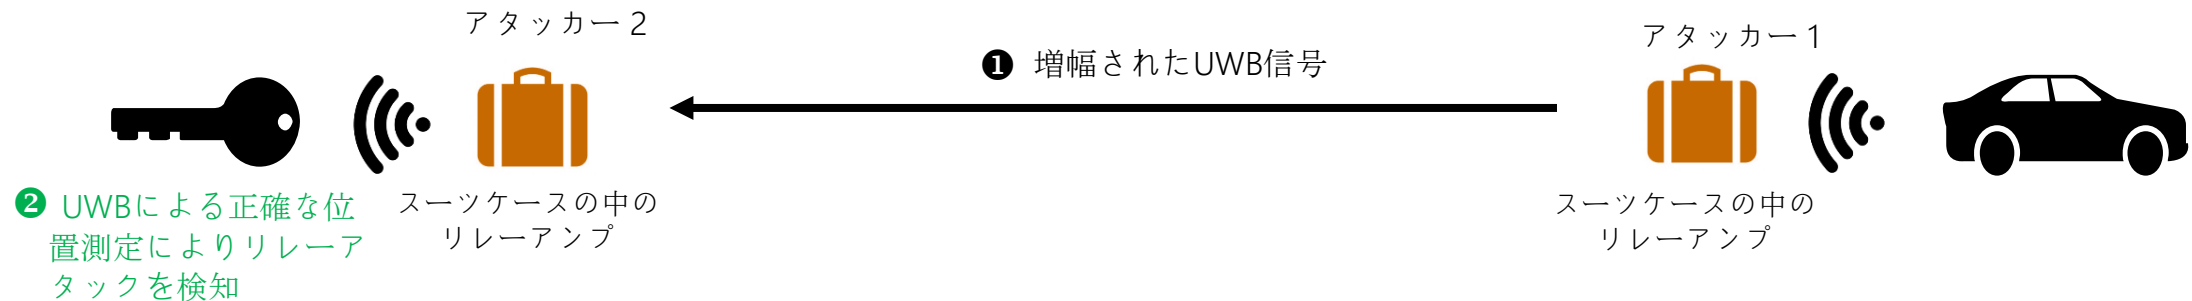 アタッカー 2
❶ 増幅されたUWB信号
アタッカー 1
❷ UWBによる正確な位
置測定によりリレーア
タックを検知
スーツケースの中の
リレーアンプ
スーツケースの中の
リレーアンプ